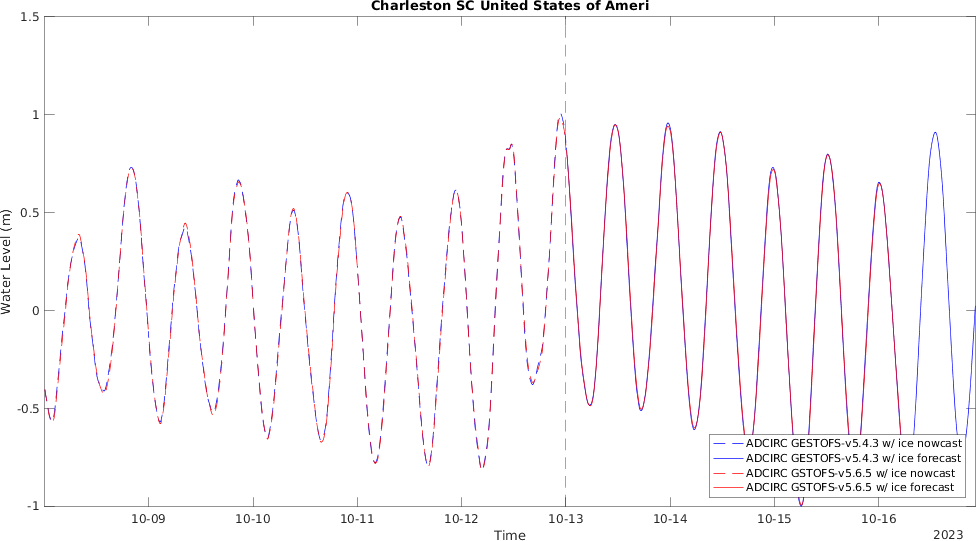 Charleston SC United States of Ameri
1.5
1
0.5
0
-0.5
-1
Water Level (m)
10-09
10-10
10-11
10-12
10-13
10-14
10-15
10-16
Time
2023
ADCIRC GESTOFS-v5.4.3 w/ ice nowcast
ADCIRC GESTOFS-v5.4.3 w/ ice forecast
ADCIRC GSTOFS-v5.6.5 w/ ice nowcast
ADCIRC GSTOFS-v5.6.5 w/ ice forecast